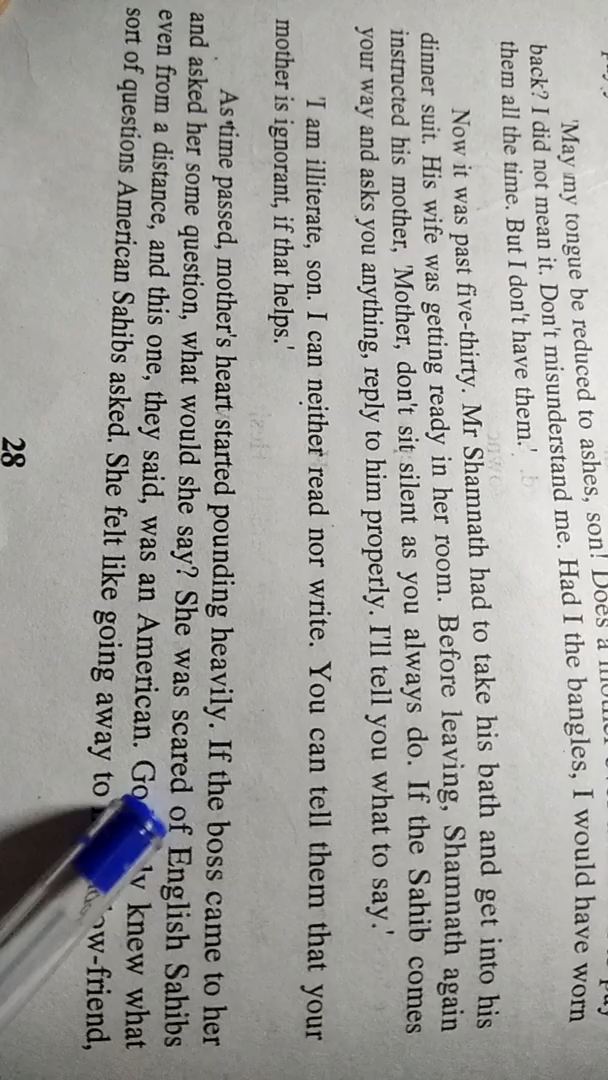 'May my tongue be reduced to ashes, son! Does a
back? I did not mean it. Don't misunderstand me. Had I the bangles, I would have worn
them all the time. But I don't have them.'
Now it was past five-thirty. Mr Shamnath had to take his bath and get into his
dinner suit. His wife was getting ready in her room. Before leaving, Shamnath again
instructed his mother, 'Mother, don't sit silent as you always do. If the Sahib comes
your way and asks you anything, reply to him properly. I'll tell you what to say.'
'I am illiterate, son. I can neither read nor write. You can tell them that your
mother is ignorant, if that helps.'
As time passed, mother's heart started pounding heavily. If the boss came to her
and asked her some question, what would she say? She was scared of English Sahibs
even from a distance, and this one, they said, was an American. knew what
sort of questions American Sahibs asked. She felt like going away to
28